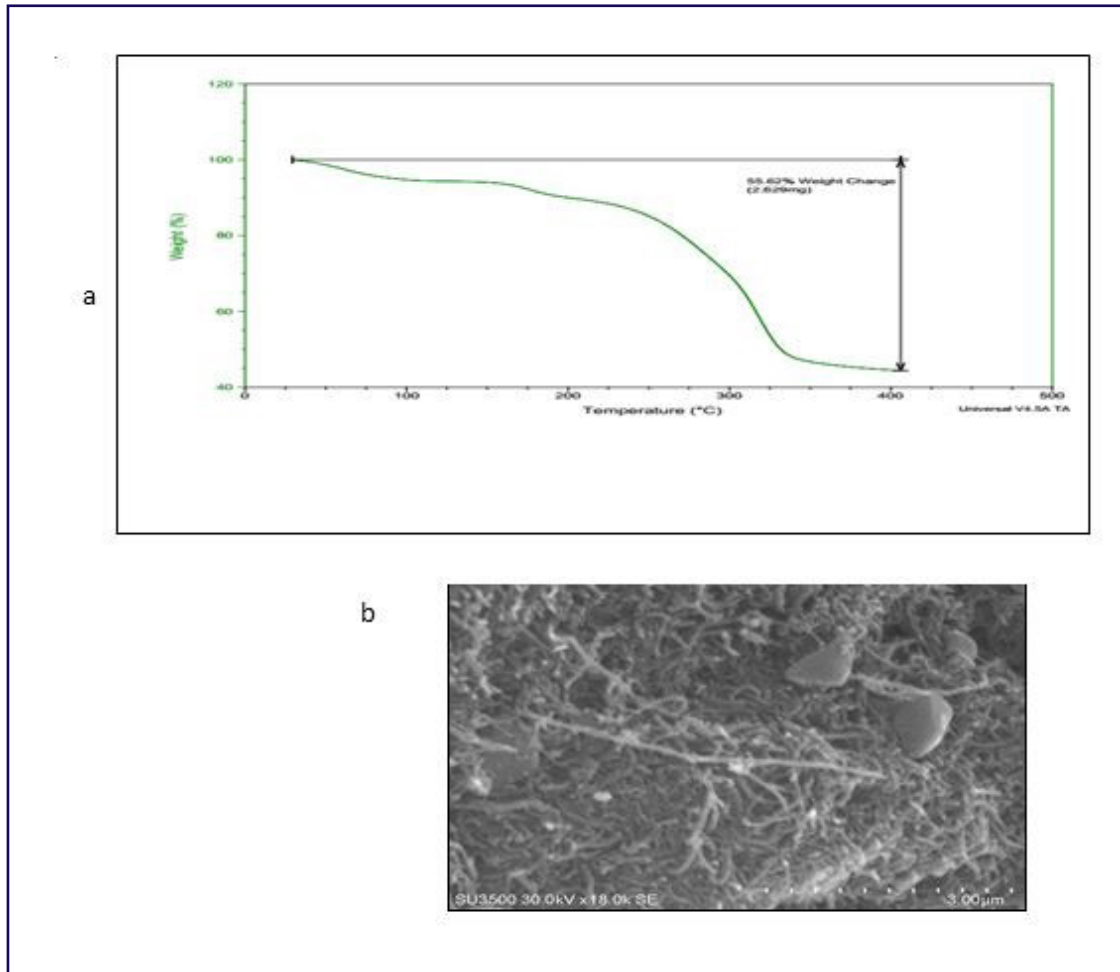 120
100
80
60
40
Weight (%)
55.62% Weight Change
(2.629mg)
0
100
200
300
400
500
Temperature (°C)
Universal V4.5A TA
a
b
SU3500 30.0kV x18.0k SE
3.00µm